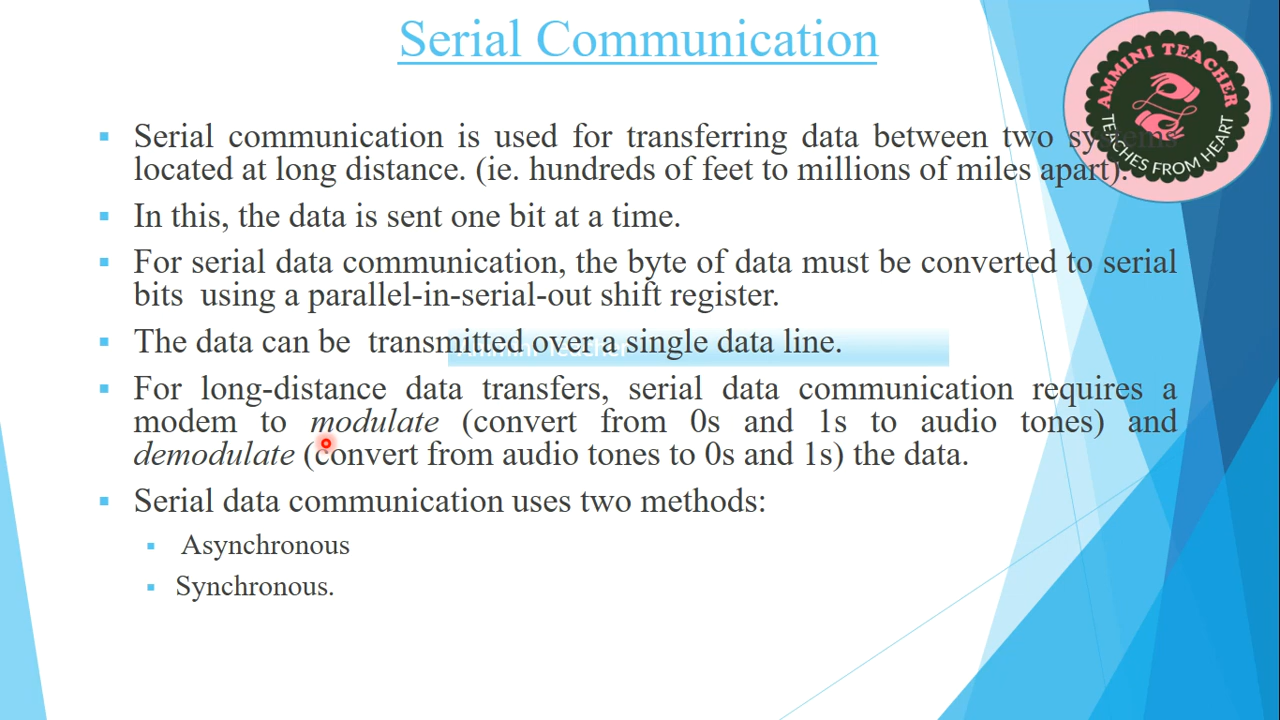 Serial Communication
AMMINI TEACHER
TEACHES FROM HEART
Serial communication is used for transferring data between two systems
located at long distance. (ie. hundreds of feet to millions of miles apart).
In this, the data is sent one bit at a time.
For serial data communication, the byte of data must be converted to serial
bits using a parallel-in-serial-out shift register.
The data can be transmitted over a single data line.
Ammini Teacher
For long-distance data transfers, serial data communication requires a
modem to modulate (convert from 0s and 1s to audio tones) and
demodulate (convert from audio tones to 0s and 1s) the data.
Serial data communication uses two methods:
Asynchronous
Synchronous.